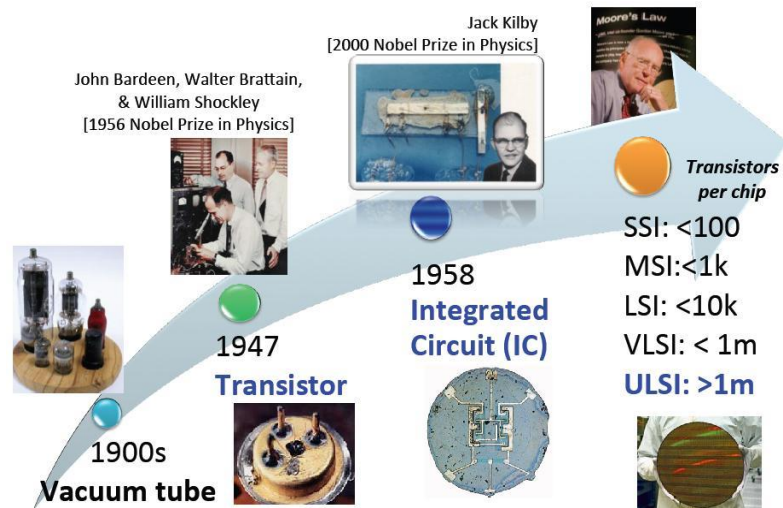 Jack Kilby
[2000 Nobel Prize in Physics]
John Bardeen, Walter Brattain,
& William Shockley
[1956 Nobel Prize in Physics]
Moore's Law
Transistors
per chip
SSI: <100
MSI:<1k
LSI: <10k
VLSI: < 1m
ULSI: >1m
1958
Integrated
Circuit (IC)
1947
Transistor
1900s
Vacuum tube